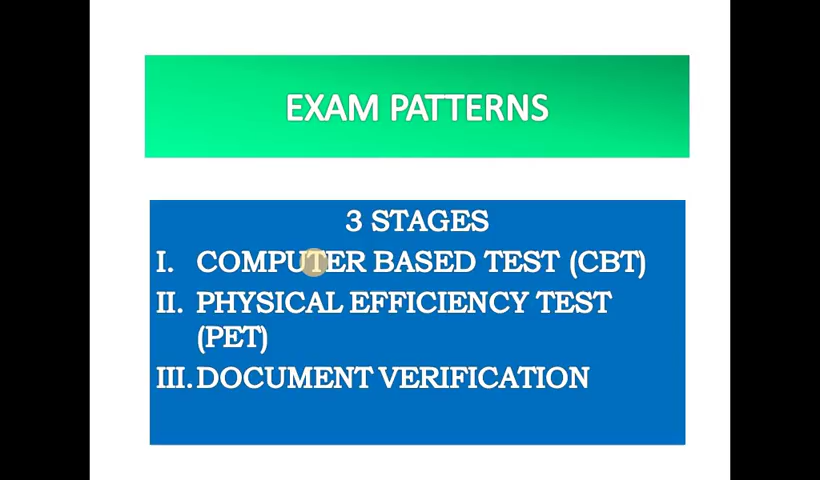 EXAM PATTERNS
3 STAGES
I. COMPUTER BASED TEST (CBT)
II. PHYSICAL EFFICIENCY TEST
(PET)
III. DOCUMENT VERIFICATION